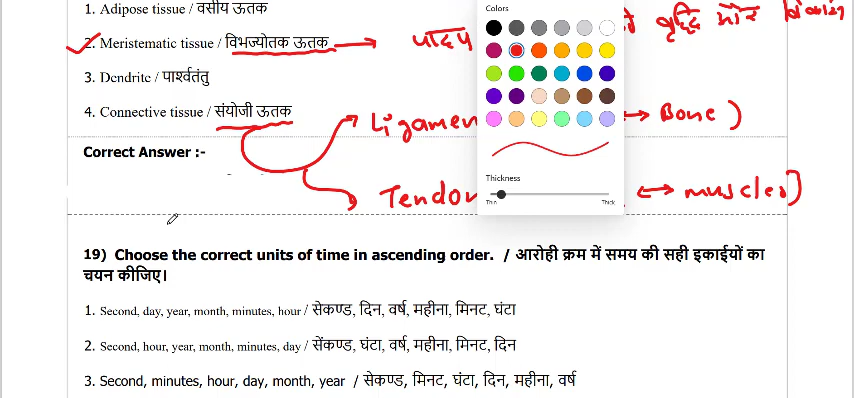 1. Adipose tissue / वसीय ऊतक
2. Meristematic tissue / विभज्योतक ऊतक → पादप वृद्धि
3. Dendrite / पार्श्वतंतु
4. Connective tissue / संयोजी ऊतक
Ligamen ↔ Bone )
Correct Answer :-
Tendon ↔ muscles)
Colors
Thickness
Thin Thick
19) Choose the correct units of time in ascending order. / आरोही क्रम में समय की सही इकाईयों का
चयन कीजिए।
1. Second, day, year, month, minutes, hour / सेकण्ड, दिन, वर्ष, महीना, मिनट, घंटा
2. Second, hour, year, month, minutes, day / सेंकण्ड, घंटा, वर्ष, महीना, मिनट, दिन
3. Second, minutes, hour, day, month, year / सेकण्ड, मिनट, घंटा, दिन, महीना, वर्ष